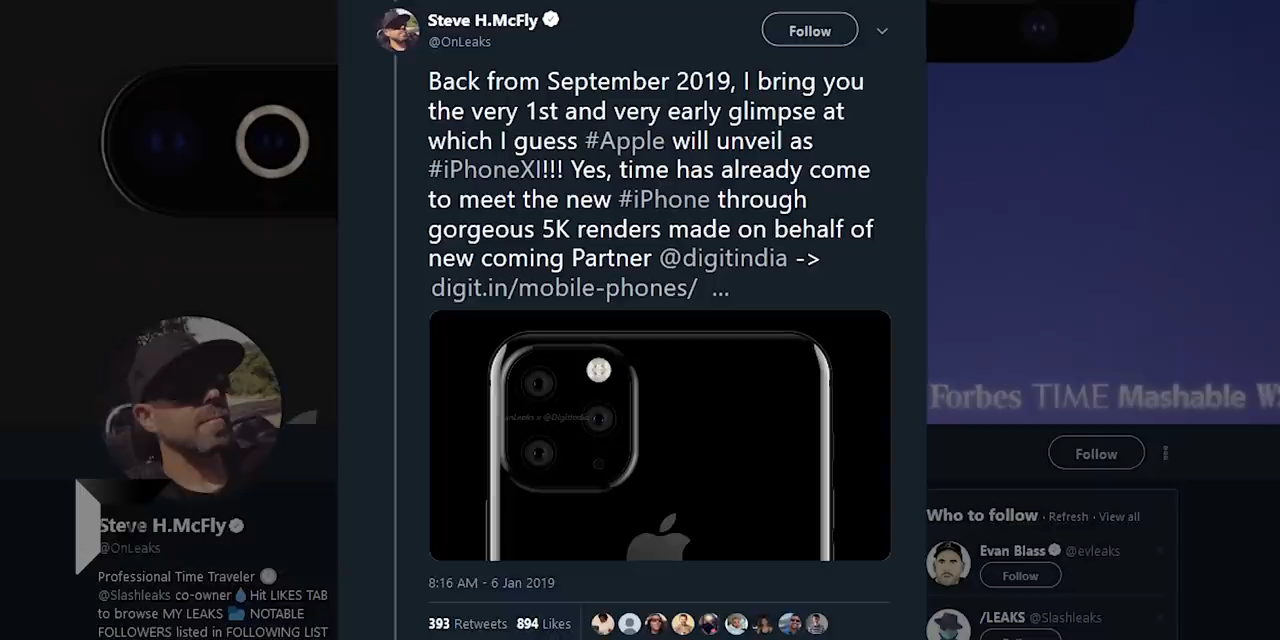 Steve H.McFly
@OnLeaks
Follow
Back from September 2019, I bring you
the very 1st and very early glimpse at
which I guess #Apple will unveil as
#iPhoneXI!!! Yes, time has already come
to meet the new #iPhone through
gorgeous 5K renders made on behalf of
new coming Partner @digitindia ->
digit.in/mobile-phones/ ...
8:16 AM - 6 Jan 2019
393 Retweets 894 Likes
Steve H.McFly
@OnLeaks
Professional Time Traveler
@Slashleaks co-owner Hit LIKES TAB
to browse MY LEAKS NOTABLE
FOLLOWERS listed in FOLLOWING LIST
Forbes TIME Mashable
Follow
Who to follow · Refresh · View all
Evan Blass @evleaks
Follow
/LEAKS @Slashleaks